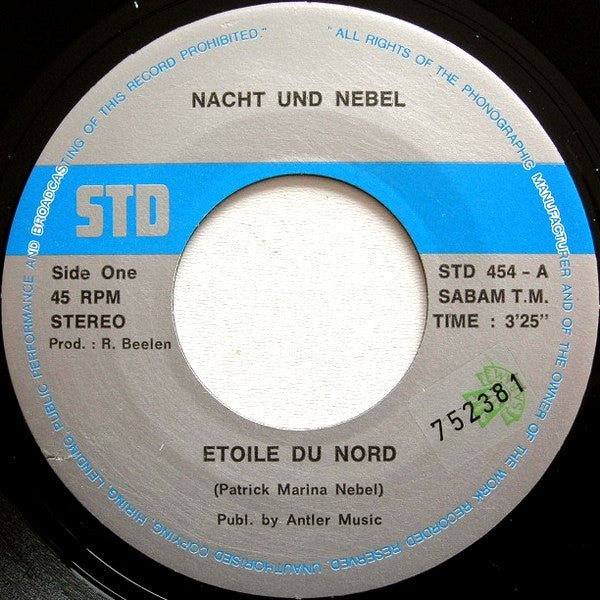 "ALL RIGHTS OF THE PHONOGRAPHIC MANUFACTURER AND OF THE OWNER OF THE WORK RECORDED RESERVED. UNAUTHORISED COPYING, HIRING, LENDING, PUBLIC PERFORMANCE AND BROADCASTING OF THIS RECORD PROHIBITED."
NACHT UND NEBEL
STD
Side One
45 RPM
STEREO
Prod. : R. Beelen
STD 454 - A
SABAM T.M.
TIME : 3'25''
752381
ETOILE DU NORD
(Patrick Marina Nebel)
Publ. by Antler Music